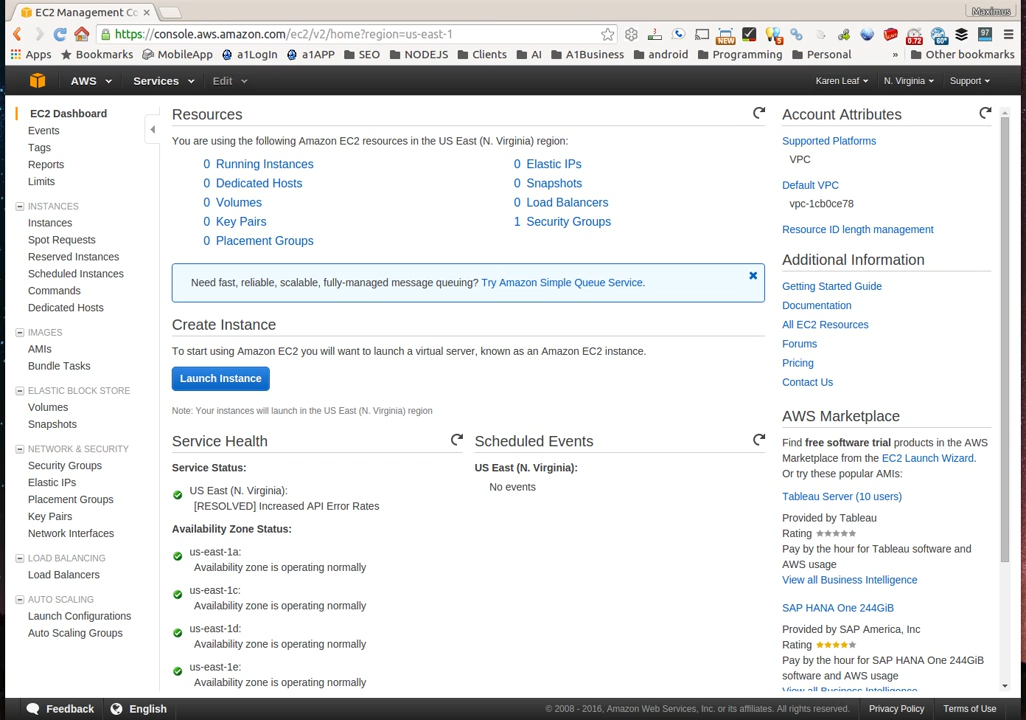 EC2 Management Co
Maximus
https://console.aws.amazon.com/ec2/v2/home?region=us-east-1
NEW
5
0.72
60°
97
Apps
Bookmarks
MobileApp
a1LogIn
a1APP
SEO
NODEJS
Clients
AI
A1Business
android
Programming
Personal
»
Other bookmarks
AWS
Services
Edit
Karen Leaf
N. Virginia
Support
EC2 Dashboard
Events
Tags
Reports
Limits
INSTANCES
Instances
Spot Requests
Reserved Instances
Scheduled Instances
Commands
Dedicated Hosts
IMAGES
AMIs
Bundle Tasks
ELASTIC BLOCK STORE
Volumes
Snapshots
NETWORK & SECURITY
Security Groups
Elastic IPs
Placement Groups
Key Pairs
Network Interfaces
LOAD BALANCING
Load Balancers
AUTO SCALING
Launch Configurations
Auto Scaling Groups
Resources
You are using the following Amazon EC2 resources in the US East (N. Virginia) region:
0 Running Instances
0 Elastic IPs
0 Dedicated Hosts
0 Snapshots
0 Volumes
0 Load Balancers
0 Key Pairs
1 Security Groups
0 Placement Groups
Need fast, reliable, scalable, fully-managed message queuing? Try Amazon Simple Queue Service.
Create Instance
To start using Amazon EC2 you will want to launch a virtual server, known as an Amazon EC2 instance.
Launch Instance
Note: Your instances will launch in the US East (N. Virginia) region
Service Health
Service Status:
US East (N. Virginia):
[RESOLVED] Increased API Error Rates
Availability Zone Status:
us-east-1a:
Availability zone is operating normally
us-east-1c:
Availability zone is operating normally
us-east-1d:
Availability zone is operating normally
us-east-1e:
Availability zone is operating normally
Scheduled Events
US East (N. Virginia):
No events
Account Attributes
Supported Platforms
VPC
Default VPC
vpc-1cb0ce78
Resource ID length management
Additional Information
Getting Started Guide
Documentation
All EC2 Resources
Forums
Pricing
Contact Us
AWS Marketplace
Find free software trial products in the AWS
Marketplace from the EC2 Launch Wizard.
Or try these popular AMIs:
Tableau Server (10 users)
Provided by Tableau
Rating
Pay by the hour for Tableau software and
AWS usage
View all Business Intelligence
SAP HANA One 244GiB
Provided by SAP America, Inc
Rating
Pay by the hour for SAP HANA One 244GiB
software and AWS usage
View all Business Intelligence
Feedback
English
© 2008 - 2016, Amazon Web Services, Inc. or its affiliates. All rights reserved.
Privacy Policy
Terms of Use